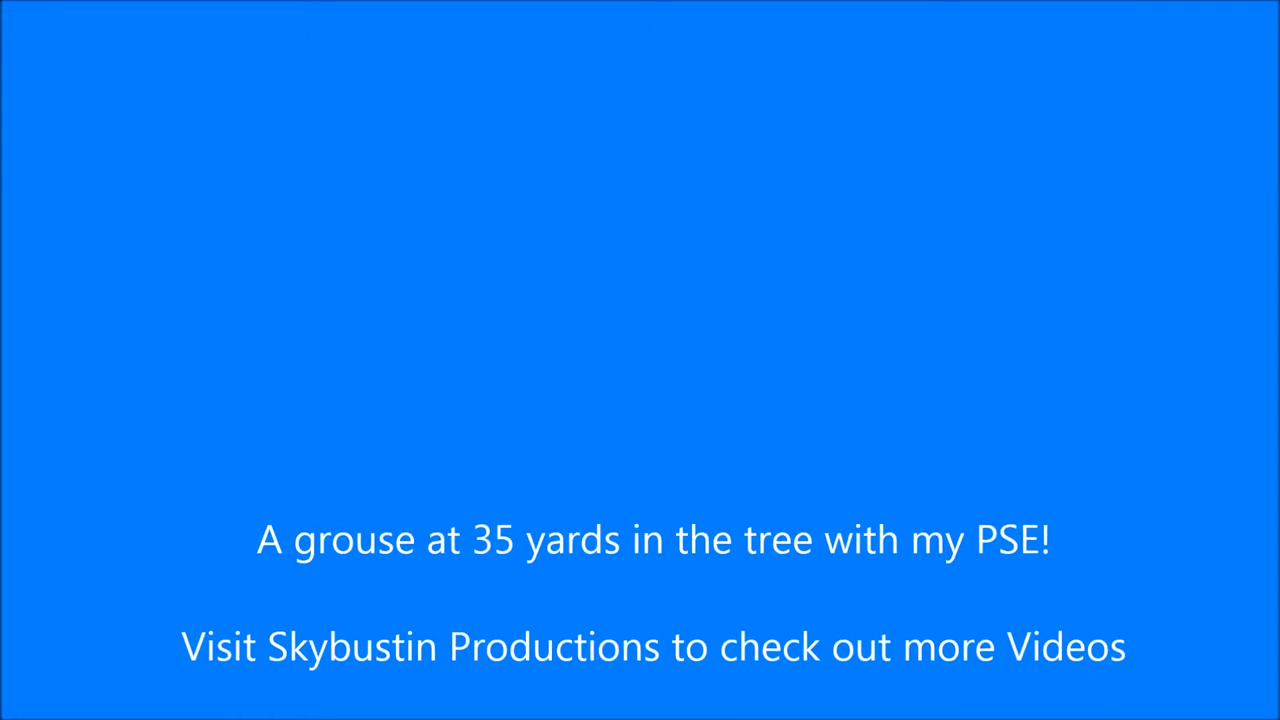 A grouse at 35 yards in the tree with my PSE!
Visit Skybustin Productions to check out more Videos